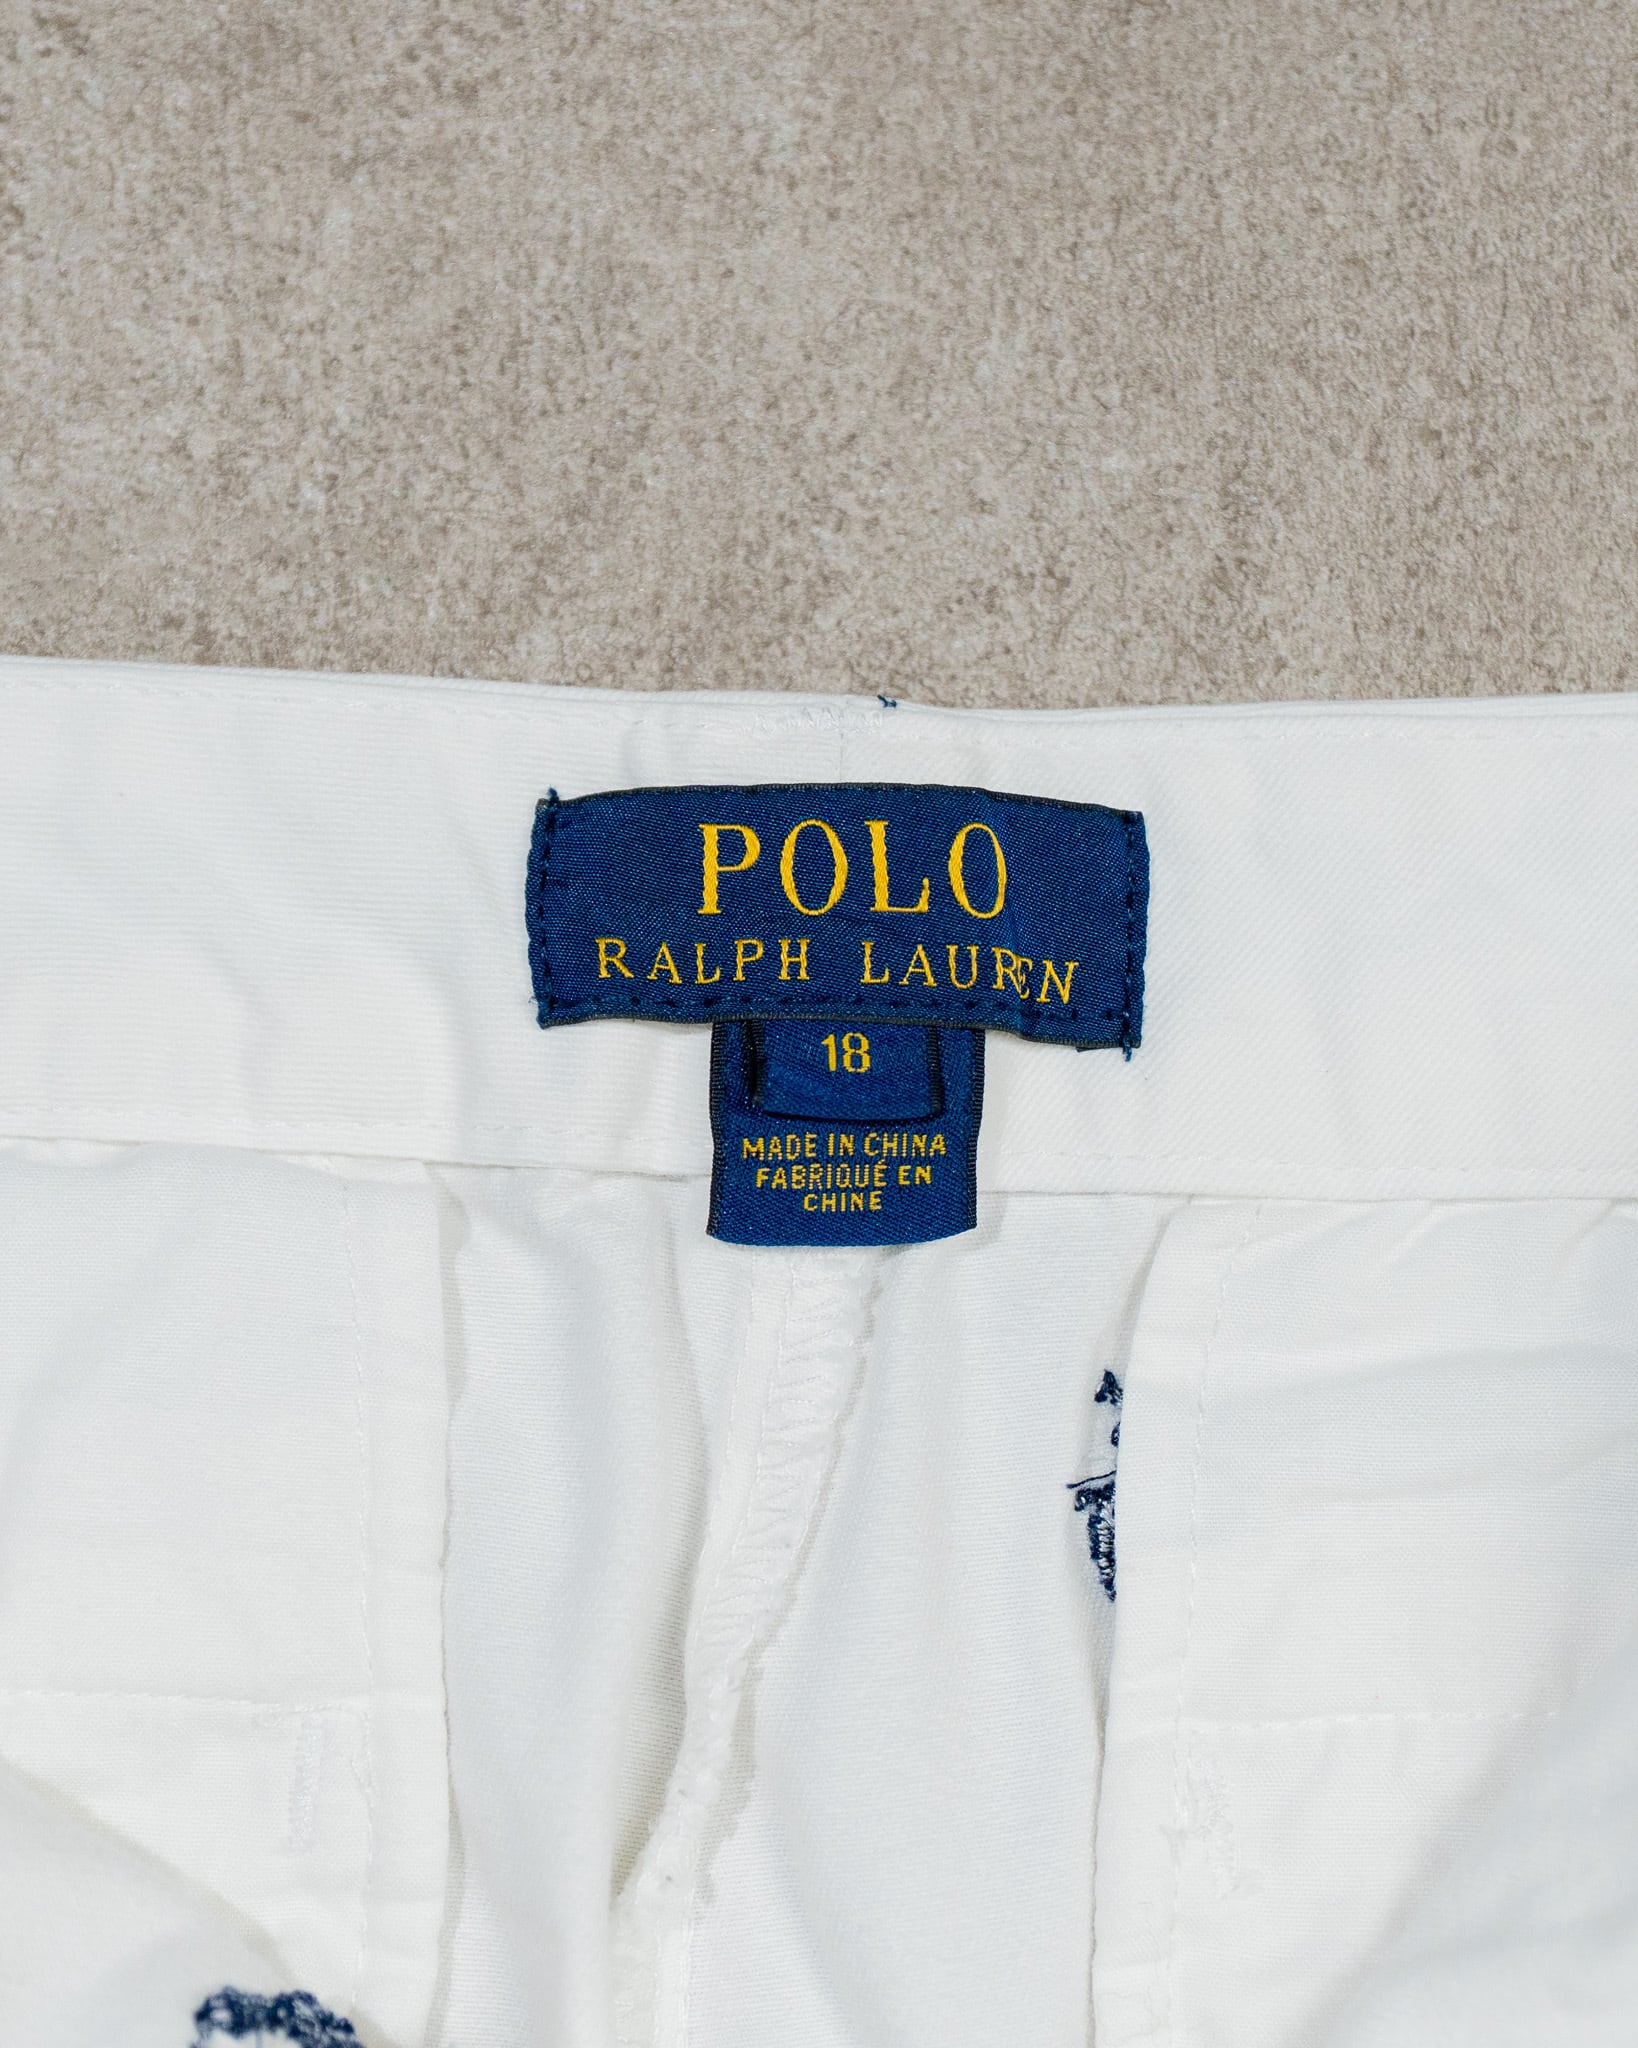 POLO
RALPH LAUREN
18
MADE IN CHINA
FABRIQUÉ EN
CHINE